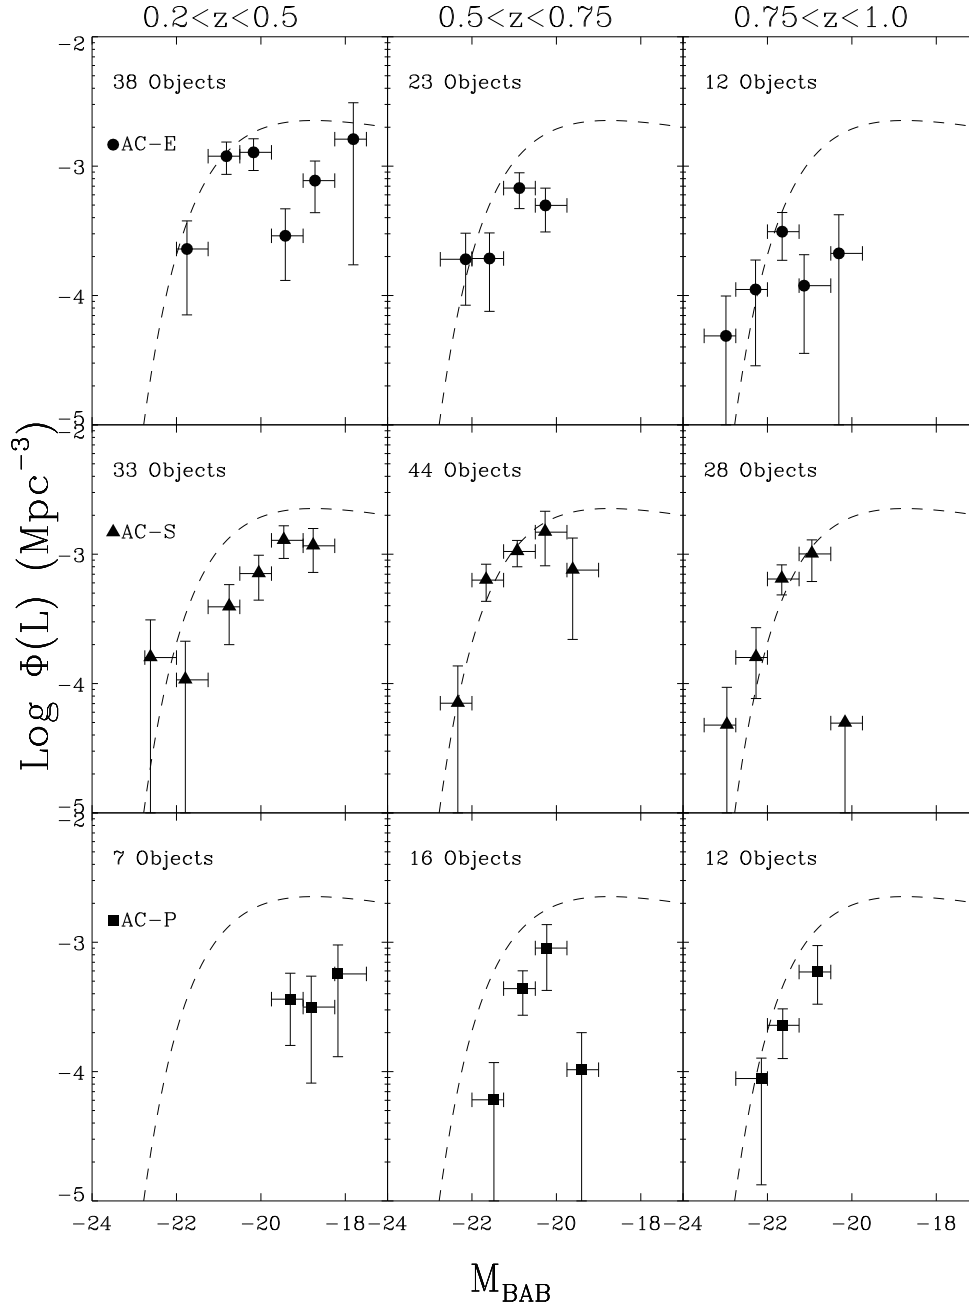 0.2<z<0.5 0.5<z<0.75 0.75<z<1.0
-2
38 Objects 23 Objects 12 Objects
AC-E
-3
-4
-5
-2
33 Objects 44 Objects 28 Objects
AC-S
-3
-4
-5
-2
7 Objects 16 Objects 12 Objects
AC-P
-3
-4
-5
-24 -22 -20 -18 -24 -22 -20 -18 -24 -22 -20 -18
Log Φ(L) (Mpc⁻³)
M_BAB